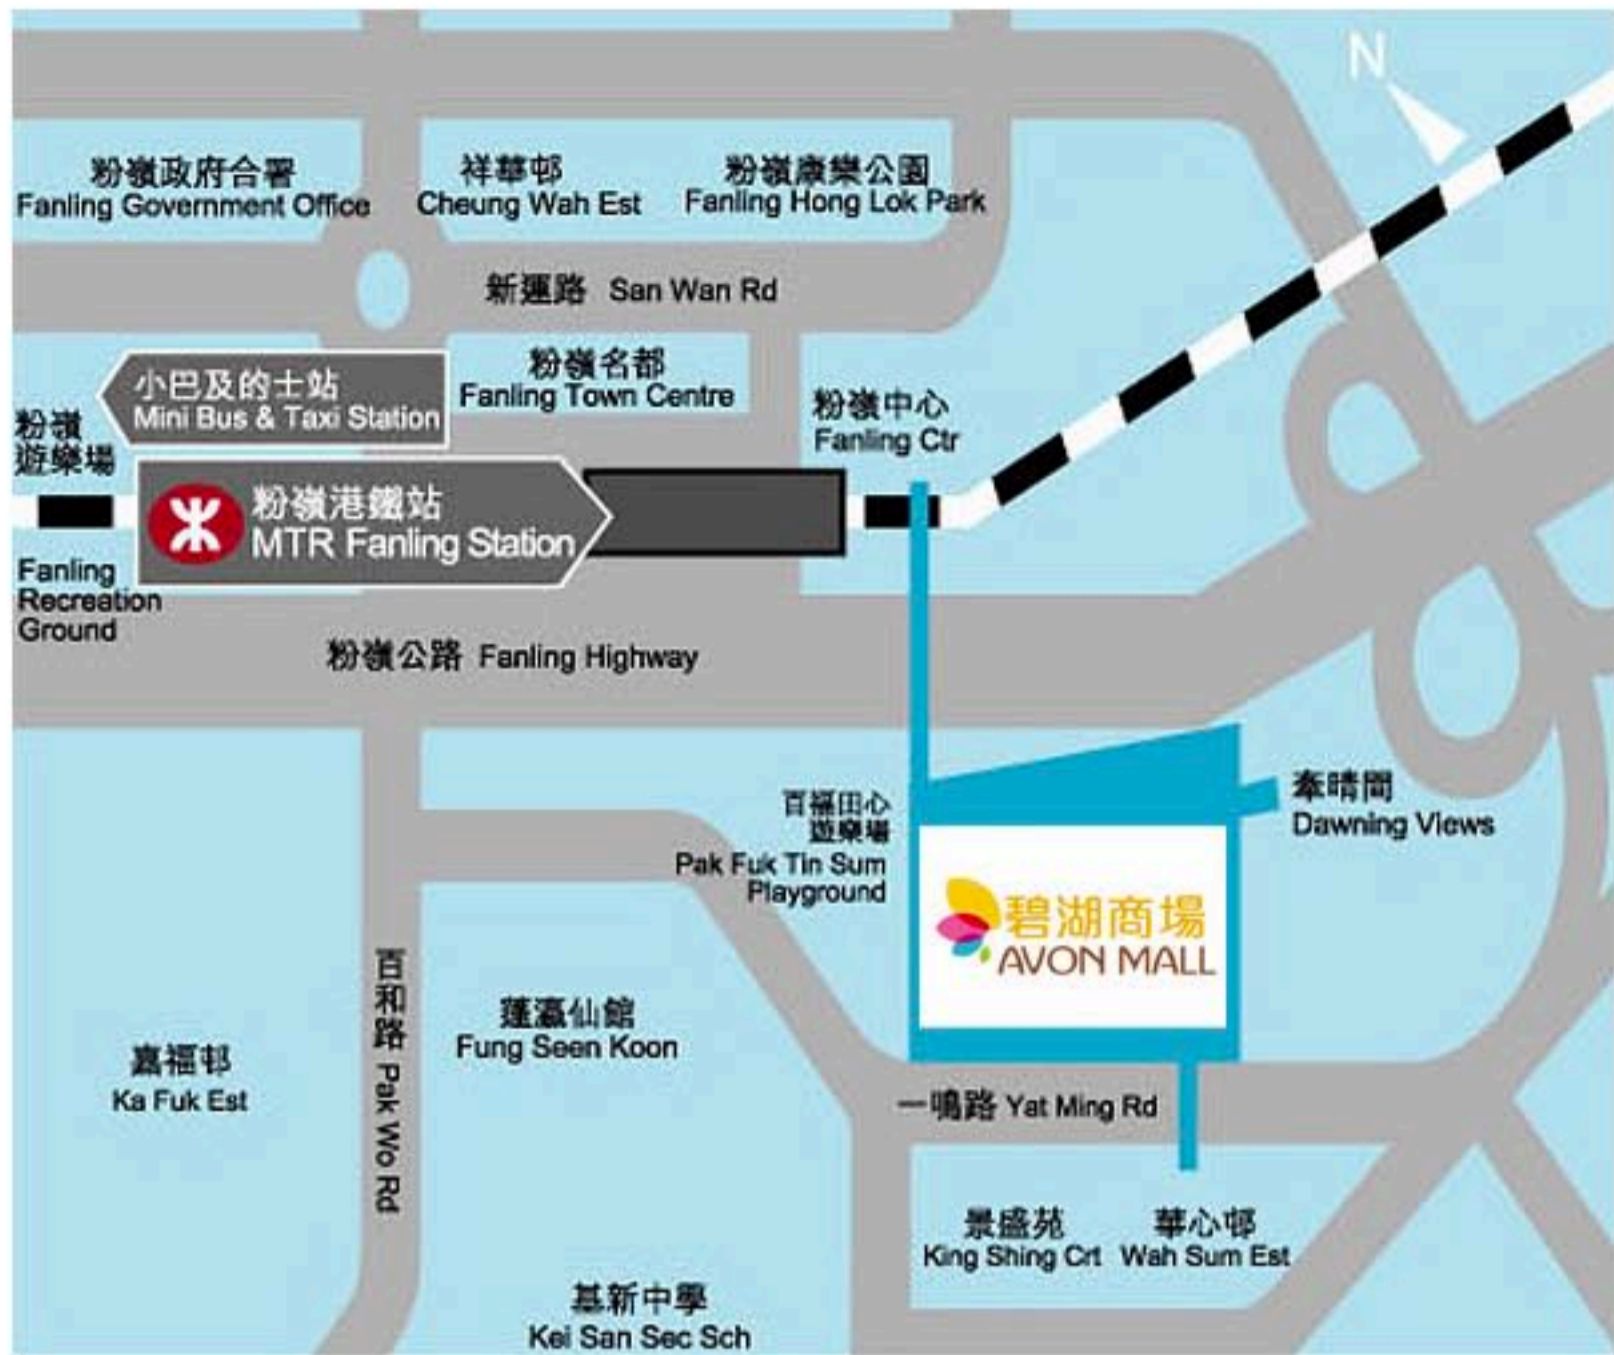 N
粉嶺政府合署
Fanling Government Office
祥華邨
Cheung Wah Est
粉嶺康樂公園
Fanling Hong Lok Park
新運路 San Wan Rd
小巴及的士站
Mini Bus & Taxi Station
粉嶺名都
Fanling Town Centre
粉嶺中心
Fanling Ctr
粉嶺
遊樂場
Fanling
Recreation
Ground
粉嶺港鐵站
MTR Fanling Station
粉嶺公路 Fanling Highway
百福田心
遊樂場
Pak Fuk Tin Sum
Playground
牽晴間
Dawning Views
碧湖商場
AVON MALL
百和路 Pak Wo Rd
蓬瀛仙館
Fung Seen Koon
嘉福邨
Ka Fuk Est
一鳴路 Yat Ming Rd
景盛苑
King Shing Crt
華心邨
Wah Sum Est
基新中學
Kei San Sec Sch